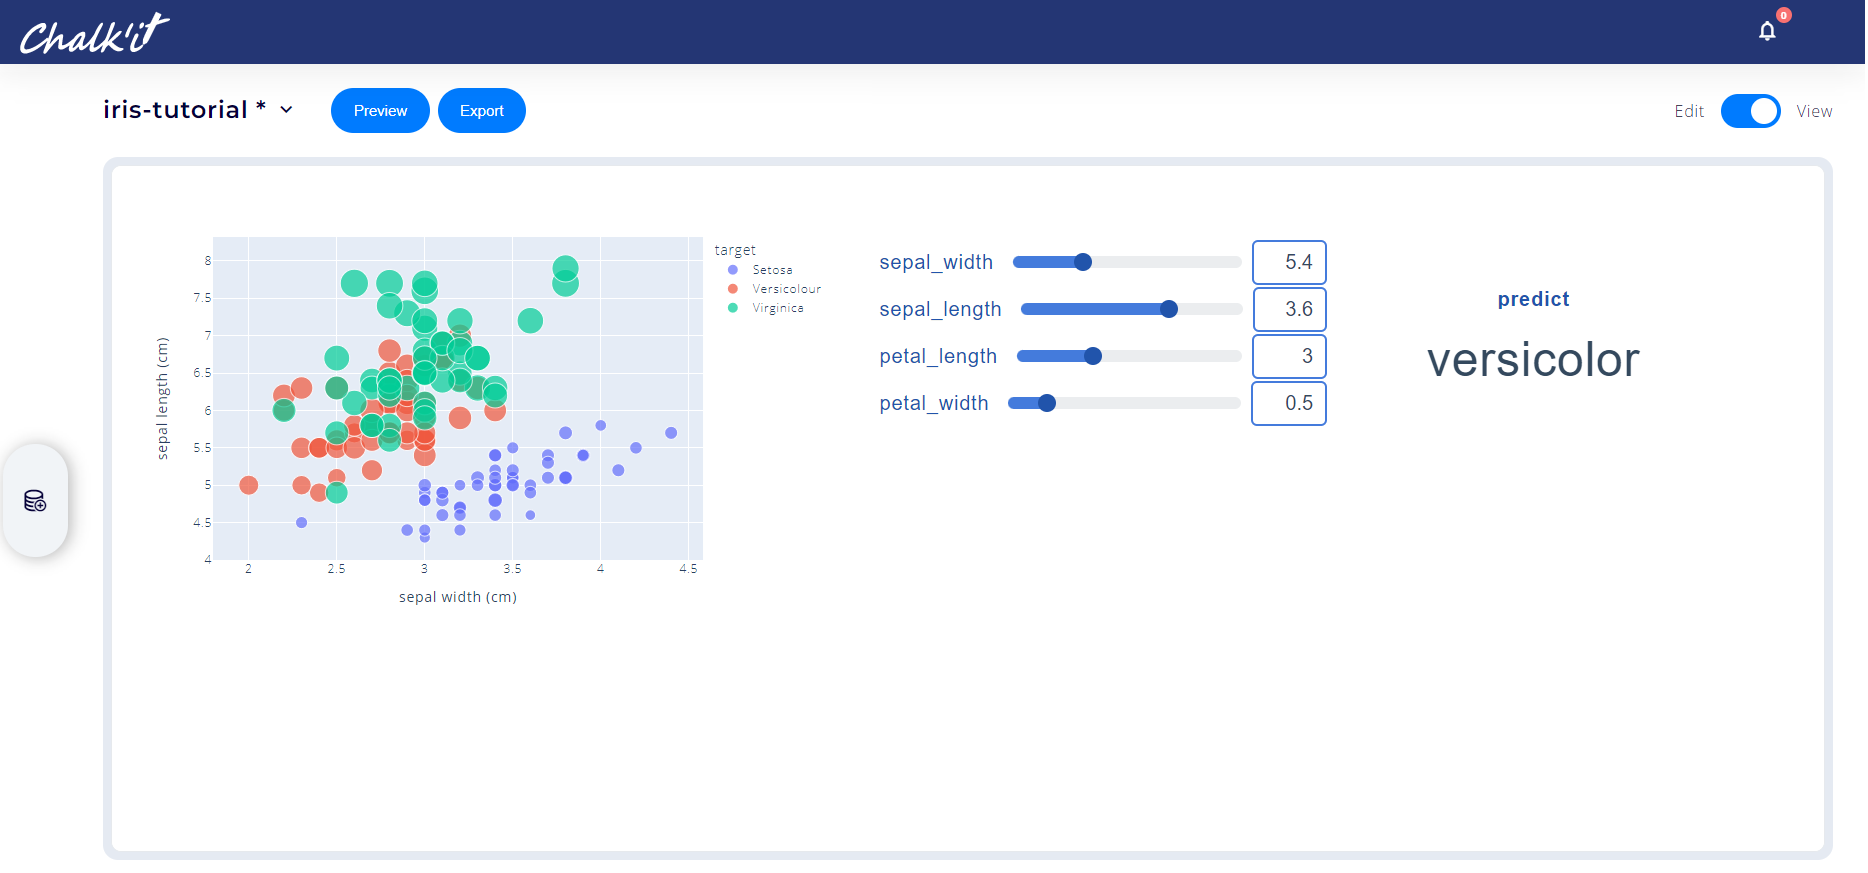 Chalk'it
0
iris-tutorial *
Preview
Export
Edit
View
8
7.5
7
6.5
6
5.5
5
4.5
4
2
2.5
3
3.5
4
4.5
sepal length (cm)
sepal width (cm)
target
Setosa
Versicolour
Virginica
sepal_width 5.4
sepal_length 3.6
petal_length 3
petal_width 0.5
predict
versicolor